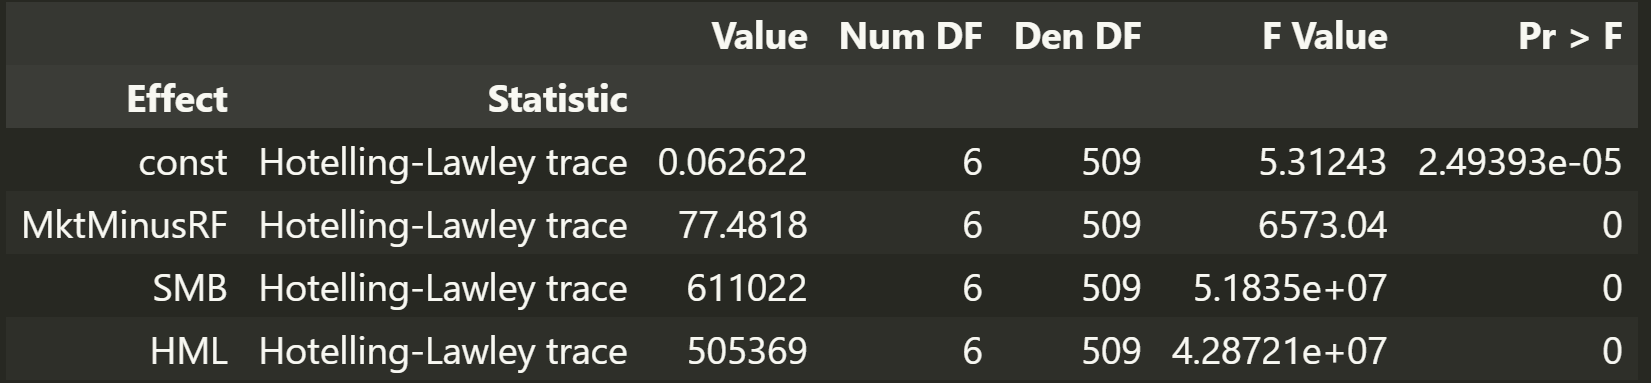 Value Num DF Den DF F Value Pr > F
Effect Statistic
const Hotelling-Lawley trace 0.062622 6 509 5.31243 2.49393e-05
MktMinusRF Hotelling-Lawley trace 77.4818 6 509 6573.04 0
SMB Hotelling-Lawley trace 611022 6 509 5.1835e+07 0
HML Hotelling-Lawley trace 505369 6 509 4.28721e+07 0